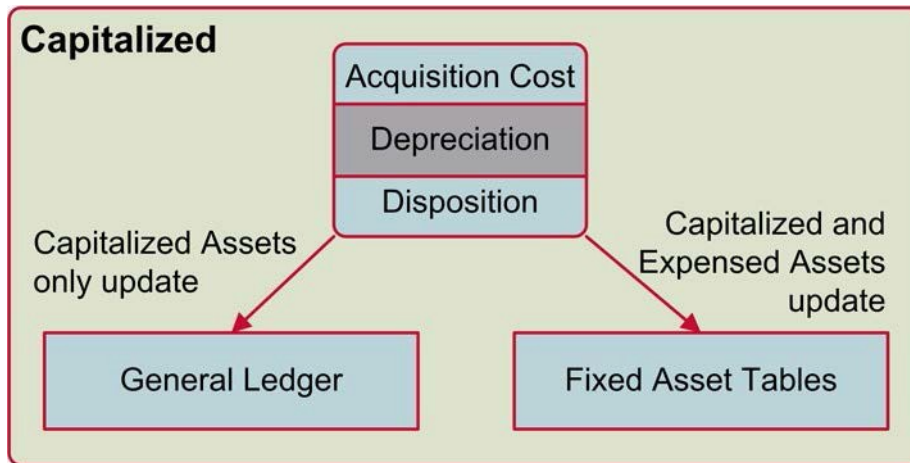 Capitalized
Acquisition Cost
Depreciation
Disposition
Capitalized Assets
only update
Capitalized and
Expensed Assets
update
General Ledger
Fixed Asset Tables